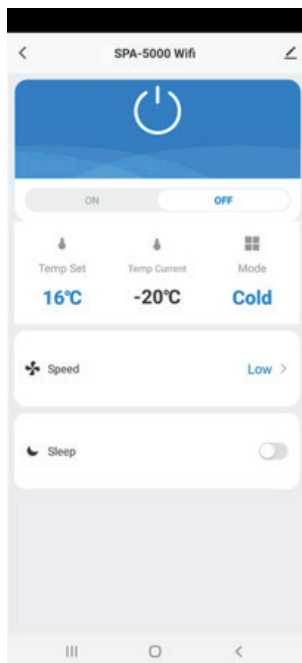 SPA-5000 Wifi
ON OFF
Temp Set Temp Current Mode
16°C -20°C Cold
Speed Low >
Sleep